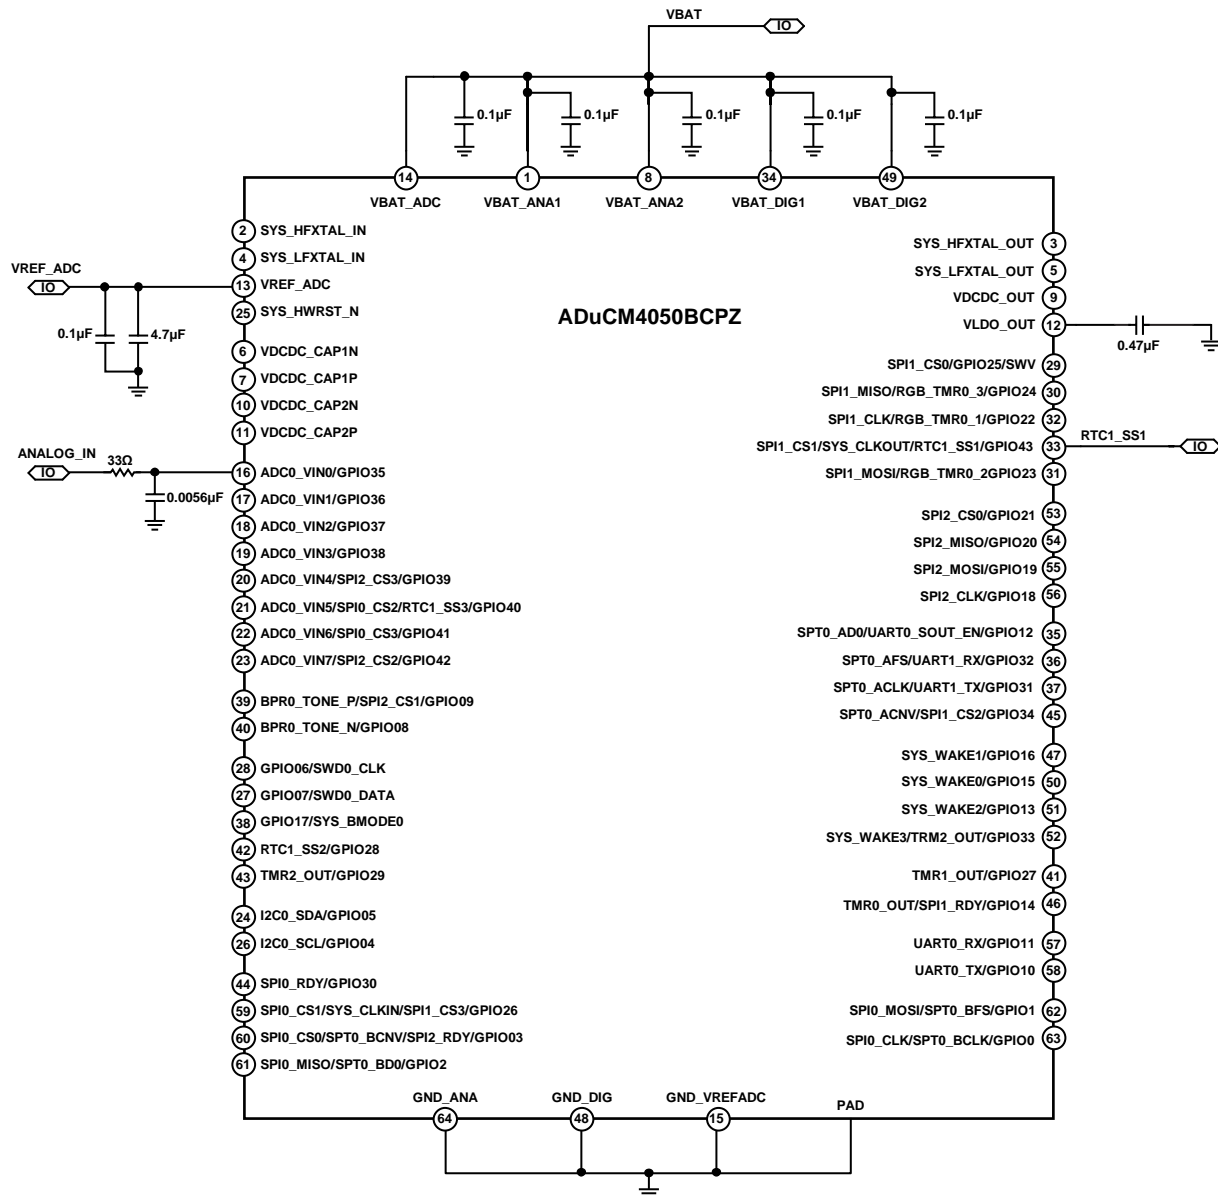 VBAT
IO
0.1µF
0.1µF
0.1µF
0.1µF
0.1µF
14
1
8
34
49
VBAT_ADC
VBAT_ANA1
VBAT_ANA2
VBAT_DIG1
VBAT_DIG2
ADuCM4050BCPZ
2 SYS_HFXTAL_IN
4 SYS_LFXTAL_IN
VREF_ADC
IO
13 VREF_ADC
25 SYS_HWRST_N
0.1µF
4.7µF
6 VDCDC_CAP1N
7 VDCDC_CAP1P
10 VDCDC_CAP2N
11 VDCDC_CAP2P
ANALOG_IN
IO
33Ω
0.0056µF
16 ADC0_VIN0/GPIO35
17 ADC0_VIN1/GPIO36
18 ADC0_VIN2/GPIO37
19 ADC0_VIN3/GPIO38
20 ADC0_VIN4/SPI2_CS3/GPIO39
21 ADC0_VIN5/SPI0_CS2/RTC1_SS3/GPIO40
22 ADC0_VIN6/SPI0_CS3/GPIO41
23 ADC0_VIN7/SPI2_CS2/GPIO42
39 BPR0_TONE_P/SPI2_CS1/GPIO09
40 BPR0_TONE_N/GPIO08
28 GPIO06/SWD0_CLK
27 GPIO07/SWD0_DATA
38 GPIO17/SYS_BMODE0
42 RTC1_SS2/GPIO28
43 TMR2_OUT/GPIO29
24 I2C0_SDA/GPIO05
26 I2C0_SCL/GPIO04
44 SPI0_RDY/GPIO30
59 SPI0_CS1/SYS_CLKIN/SPI1_CS3/GPIO26
60 SPI0_CS0/SPT0_BCNV/SPI2_RDY/GPIO03
61 SPI0_MISO/SPT0_BD0/GPIO2
SYS_HFXTAL_OUT 3
SYS_LFXTAL_OUT 5
VDCDC_OUT 9
VLDO_OUT 12
0.47µF
SPI1_CS0/GPIO25/SWV 29
SPI1_MISO/RGB_TMR0_3/GPIO24 30
SPI1_CLK/RGB_TMR0_1/GPIO22 32
SPI1_CS1/SYS_CLKOUT/RTC1_SS1/GPIO43 33
RTC1_SS1
IO
SPI1_MOSI/RGB_TMR0_2GPIO23 31
SPI2_CS0/GPIO21 53
SPI2_MISO/GPIO20 54
SPI2_MOSI/GPIO19 55
SPI2_CLK/GPIO18 56
SPT0_AD0/UART0_SOUT_EN/GPIO12 35
SPT0_AFS/UART1_RX/GPIO32 36
SPT0_ACLK/UART1_TX/GPIO31 37
SPT0_ACNV/SPI1_CS2/GPIO34 45
SYS_WAKE1/GPIO16 47
SYS_WAKE0/GPIO15 50
SYS_WAKE2/GPIO13 51
SYS_WAKE3/TRM2_OUT/GPIO33 52
TMR1_OUT/GPIO27 41
TMR0_OUT/SPI1_RDY/GPIO14 46
UART0_RX/GPIO11 57
UART0_TX/GPIO10 58
SPI0_MOSI/SPT0_BFS/GPIO1 62
SPI0_CLK/SPT0_BCLK/GPIO0 63
GND_ANA
GND_DIG
GND_VREFADC
PAD
64
48
15